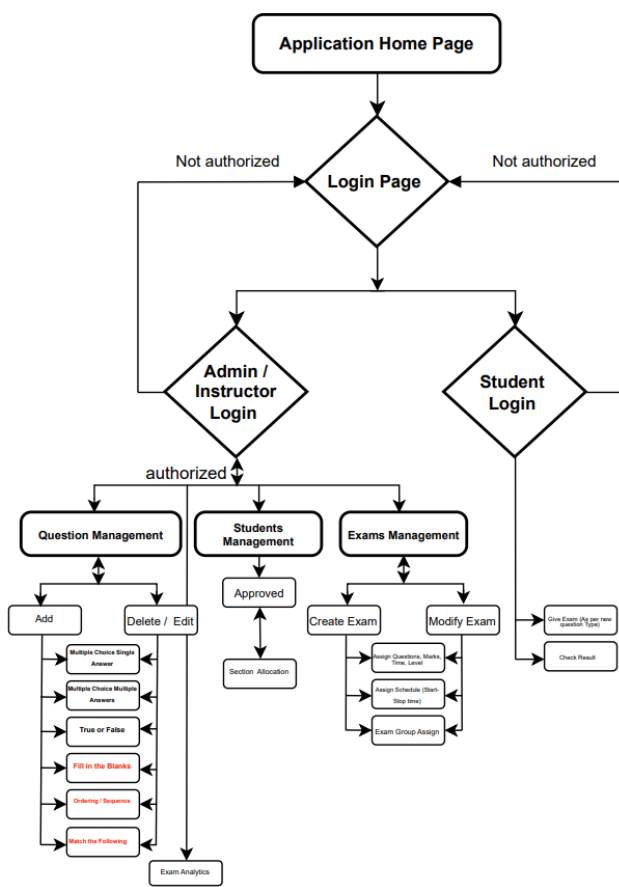 Application Home Page
Not authorized
Not authorized
Login Page
Admin /
Instructor
Login
Student
Login
authorized
Question Management
Students
Management
Exams Management
Add
Delete / Edit
Approved
Create Exam
Modify Exam
Give Exam (As per new
question Type)
Multiple Choice Single
Answer
Assign Questions, Marks,
Time, Level
Check Result
Section Allocation
Multiple Choice Multiple
Answers
Assign Schedule (Start-
Stop time)
True or False
Exam Group Assign
Fill in the Blanks
Ordering / Sequence
Match the Following
Exam Analytics